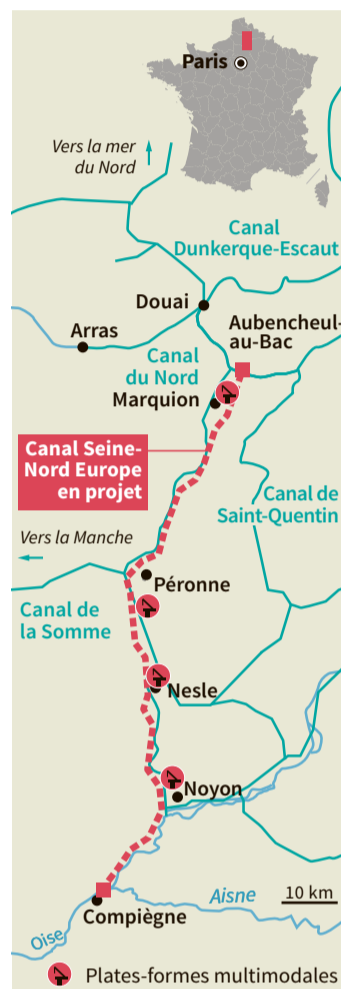 Paris
Vers la mer
du Nord
Canal
Dunkerque-Escaut
Douai
Aubencheul-
au-Bac
Arras
Canal
du Nord
Marquion
Canal Seine-
Nord Europe
en projet
Canal de
Saint-Quentin
Vers la Manche
Péronne
Canal de
la Somme
Nesle
Noyon
Aisne
10 km
Compiègne
Oise
Plates-formes multimodales